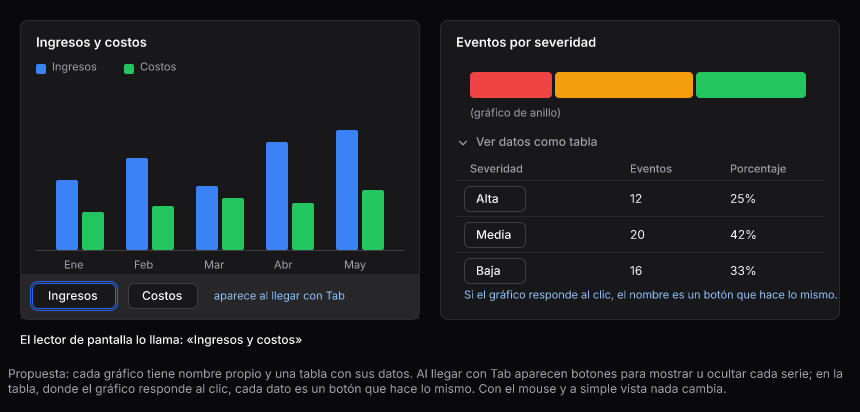 Ingresos y costos
Ingresos
Costos
Ene
Feb
Mar
Abr
May
Ingresos
Costos
aparece al llegar con Tab
El lector de pantalla lo llama: «Ingresos y costos»
Eventos por severidad
(gráfico de anillo)
Ver datos como tabla
Severidad Eventos Porcentaje
Alta 12 25%
Media 20 42%
Baja 16 33%
Si el gráfico responde al clic, el nombre es un botón que hace lo mismo.
Propuesta: cada gráfico tiene nombre propio y una tabla con sus datos. Al llegar con Tab aparecen botones para mostrar u ocultar cada serie; en la
tabla, donde el gráfico responde al clic, cada dato es un botón que hace lo mismo. Con el mouse y a simple vista nada cambia.